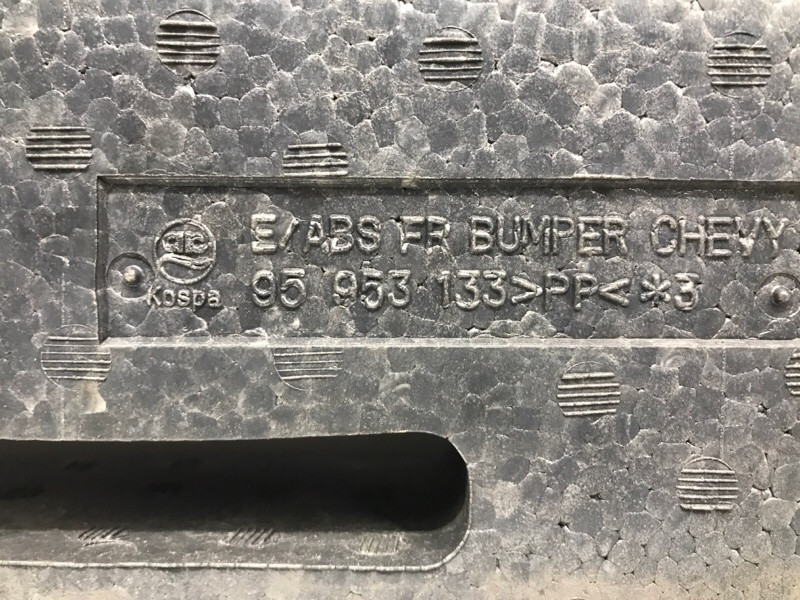 E/ABS FR BUMPER CHEVY
95 953 133>PP<*3
Kospa